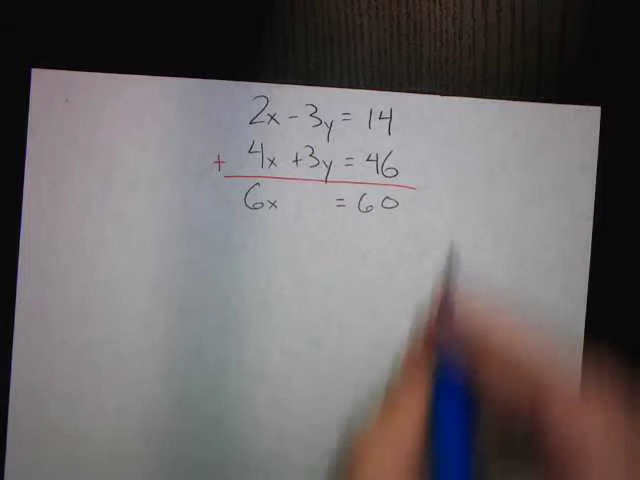 2x - 3y = 14
+ 4x + 3y = 46
6x = 60